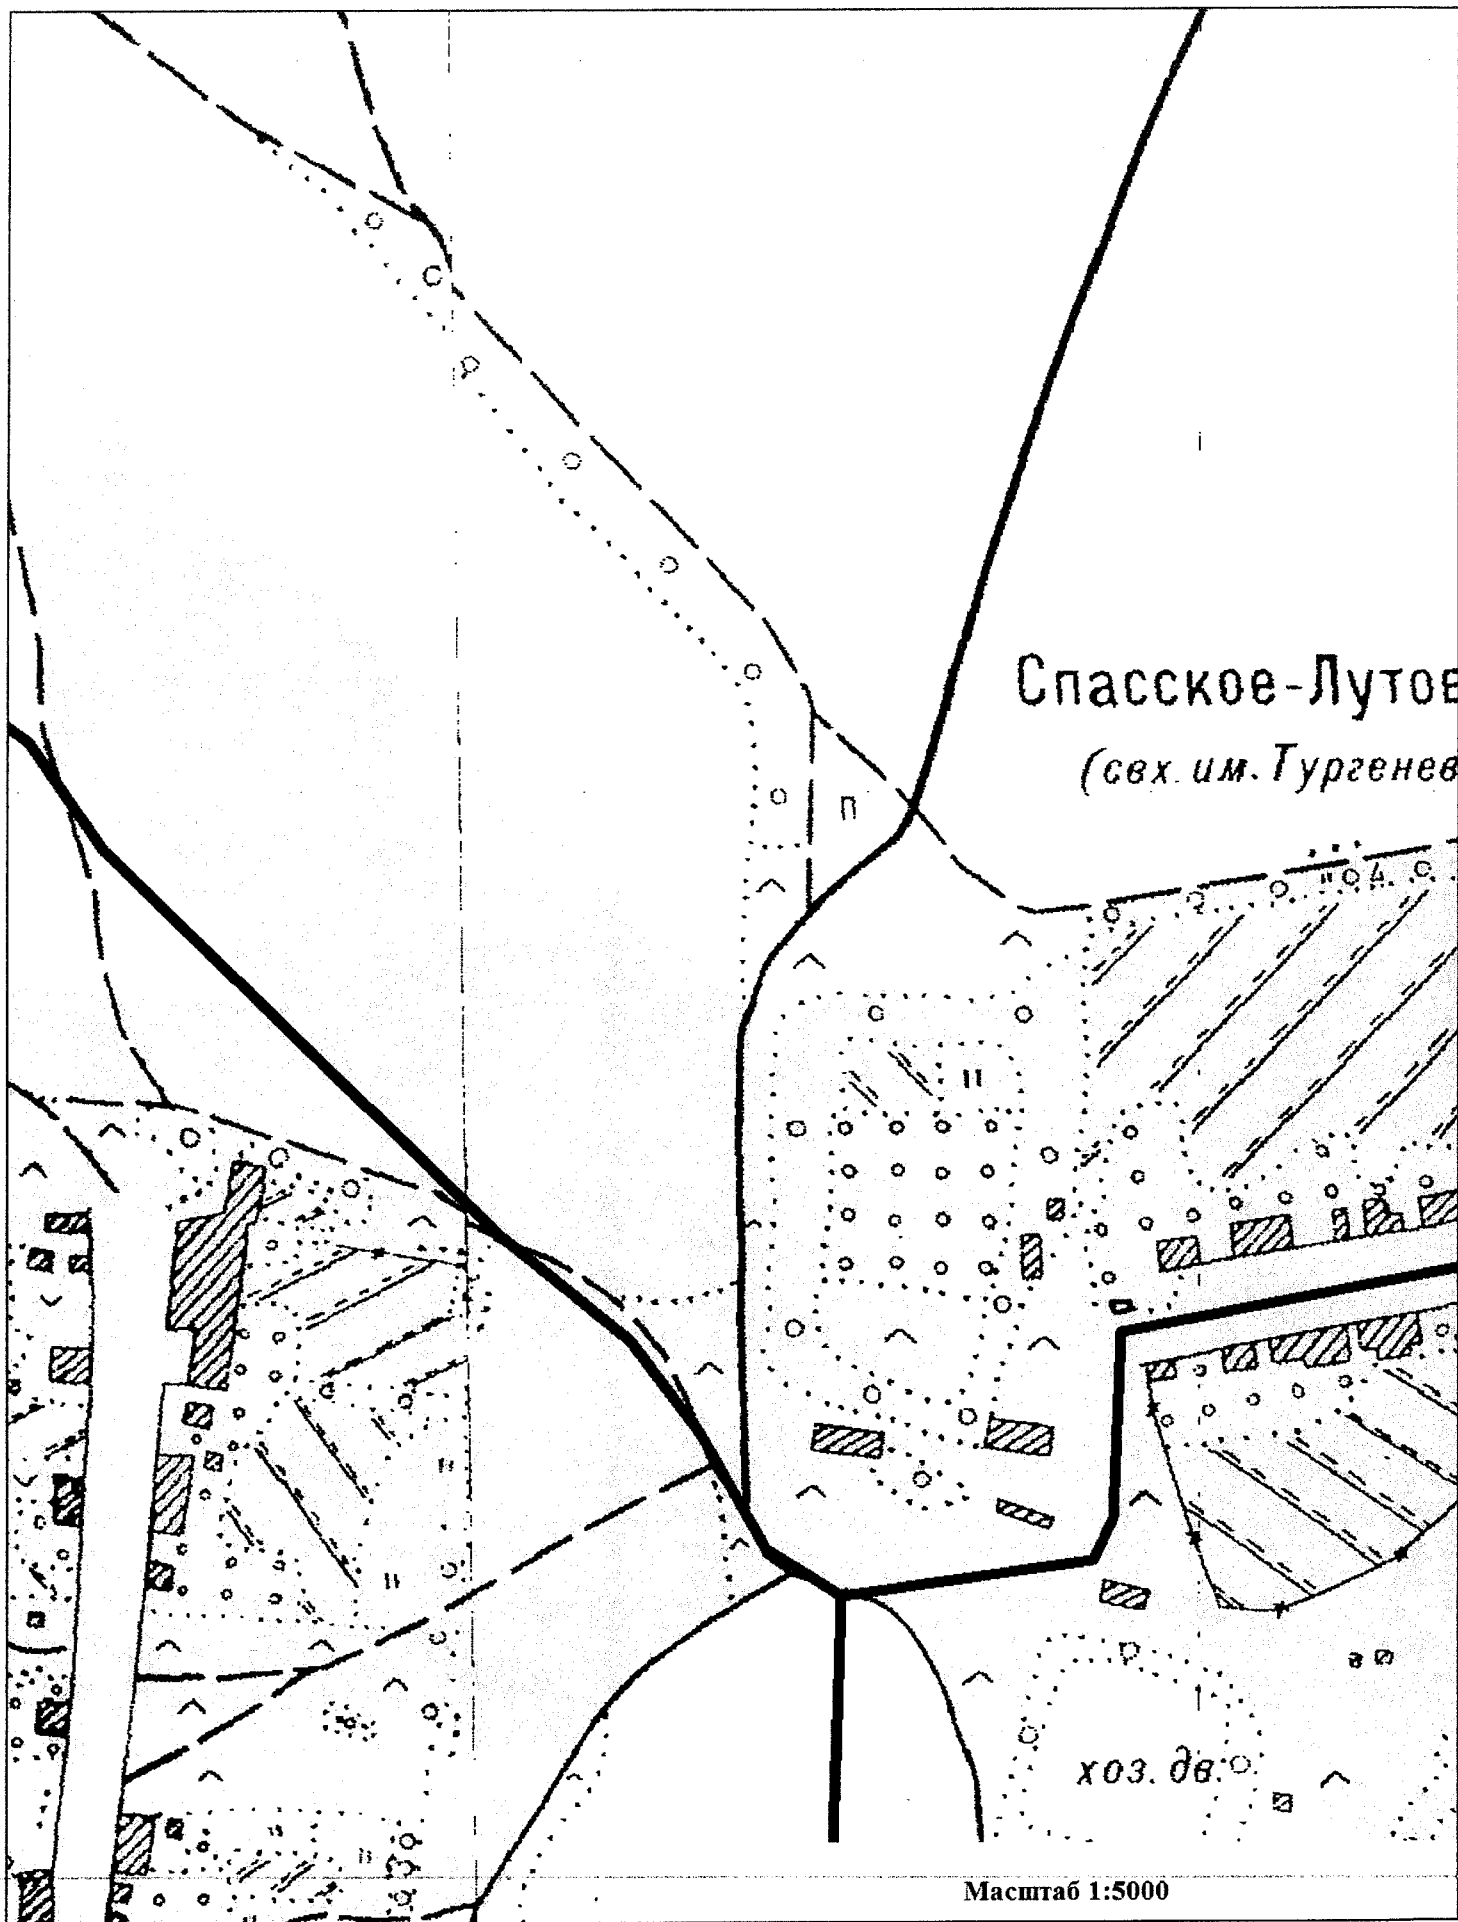 Спасское-Лутов
(свх. им. Тургенев
П
хоз. дв.
Масштаб 1:5000